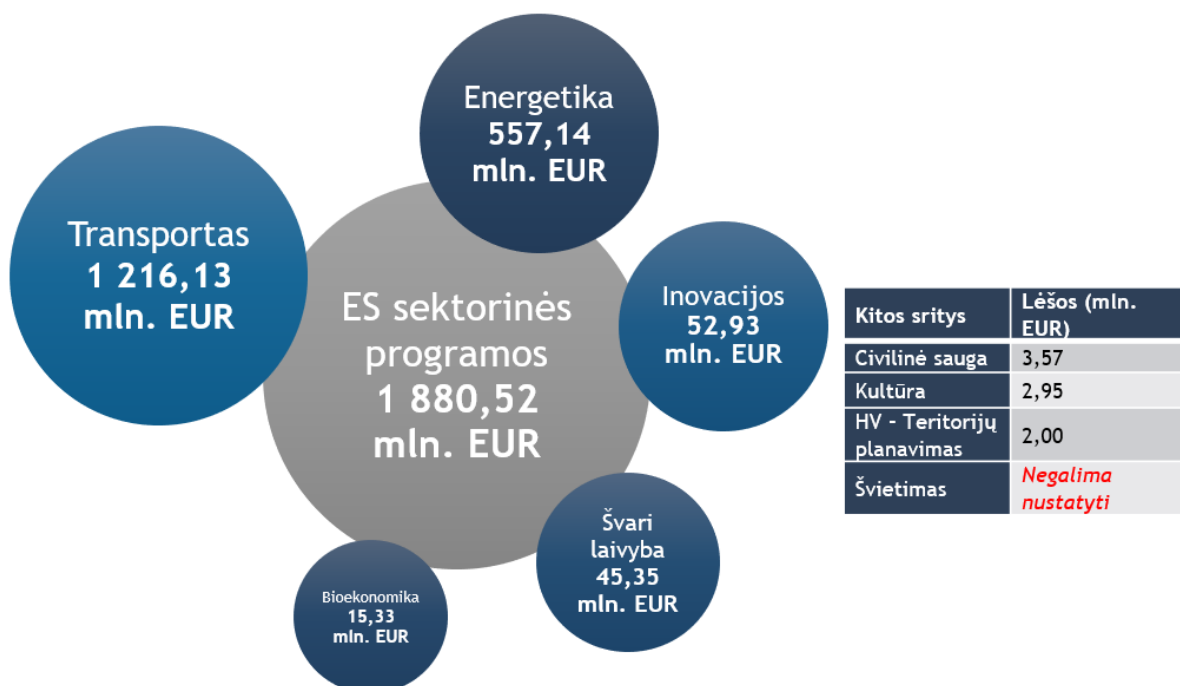 Energetika
557,14
mln. EUR
Transportas
1 216,13
mln. EUR
ES sektorinės
programos
1 880,52
mln. EUR
Inovacijos
52,93
mln. EUR
Švari
laivyba
45,35
mln. EUR
Bioekonomika
15,33
mln. EUR
Kitos sritys
Lėšos (mln.
EUR)
Civilinė sauga
3,57
Kultūra
2,95
HV – Teritorijų
planavimas
2,00
Švietimas
Negalima
nustatyti